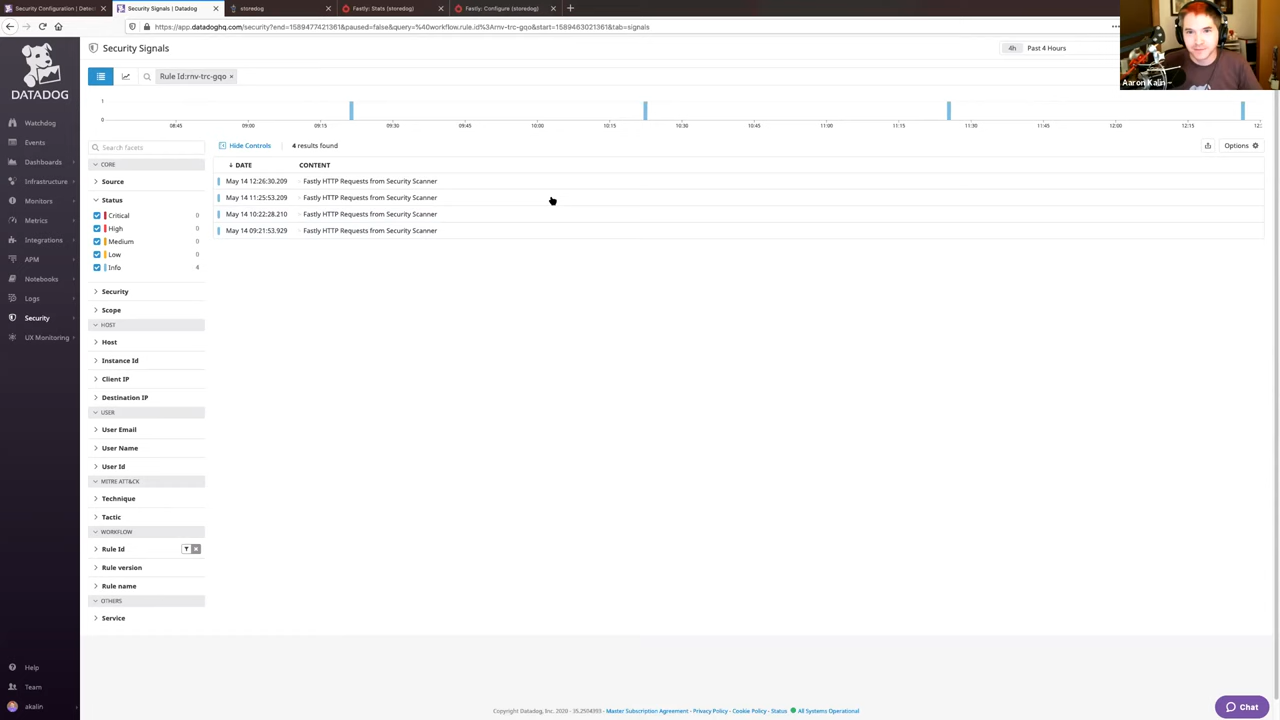 Security Configuration | Datad
Security Signals | Datadog
storedog
Fastly: Stats (storedog)
Fastly: Configure (storedog)
https://app.datadoghq.com/security?end=1589477421361&paused=false&query=%40workflow.rule.id%3Arnv-trc-gqo&start=1589463021361&tab=signals
Aaron Kalin
DATADOG
Watchdog
Events
Dashboards
Infrastructure
Monitors
Metrics
Integrations
APM
Notebooks
Logs
Security
UX Monitoring
Help
Team
akalin
Security Signals
4h Past 4 Hours
Rule Id:rnv-trc-gqo ×
1
0
08:45 09:00 09:15 09:30 09:45 10:00 10:15 10:30 10:45 11:00 11:15 11:30 11:45 12:00 12:15
Search facets
CORE
Source
Status
Critical 0
High 0
Medium 0
Low 0
Info 4
Security
Scope
HOST
Host
Instance Id
Client IP
Destination IP
USER
User Email
User Name
User Id
MITRE ATT&CK
Technique
Tactic
WORKFLOW
Rule Id
Rule version
Rule name
OTHERS
Service
Hide Controls 4 results found
Options
DATE CONTENT
May 14 12:26:30.209 Fastly HTTP Requests from Security Scanner
May 14 11:25:53.209 Fastly HTTP Requests from Security Scanner
May 14 10:22:28.210 Fastly HTTP Requests from Security Scanner
May 14 09:21:53.929 Fastly HTTP Requests from Security Scanner
Copyright Datadog, Inc. 2020 - 35.2504393 - Master Subscription Agreement - Privacy Policy - Cookie Policy - Status All Systems Operational
Chat